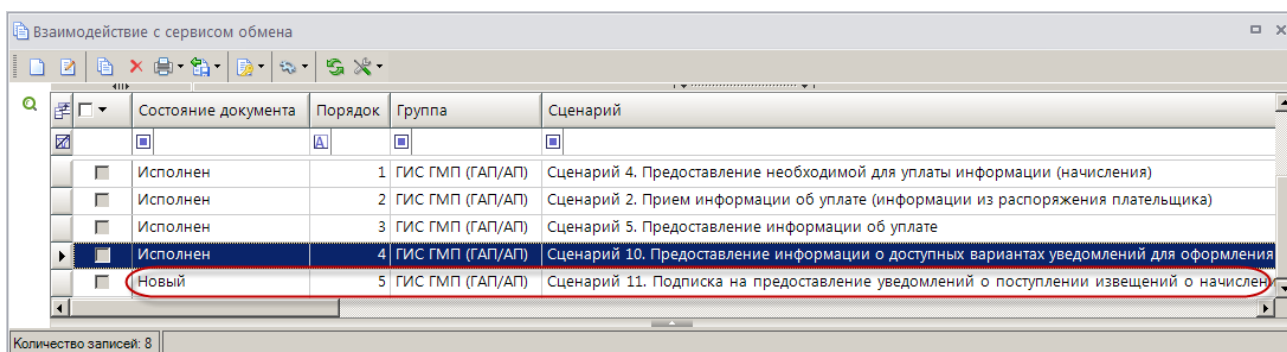 Взаимодействие с сервисом обмена
Состояние документа Порядок Группа Сценарий
A
Исполнен 1 ГИС ГМП (ГАП/АП) Сценарий 4. Предоставление необходимой для уплаты информации (начисления)
Исполнен 2 ГИС ГМП (ГАП/АП) Сценарий 2. Прием информации об уплате (информации из распоряжения плательщика)
Исполнен 3 ГИС ГМП (ГАП/АП) Сценарий 5. Предоставление информации об уплате
Исполнен 4 ГИС ГМП (ГАП/АП) Сценарий 10. Предоставление информации о доступных вариантах уведомлений для оформления
Новый 5 ГИС ГМП (ГАП/АП) Сценарий 11. Подписка на предоставление уведомлений о поступлении извещений о начислен
Количество записей: 8